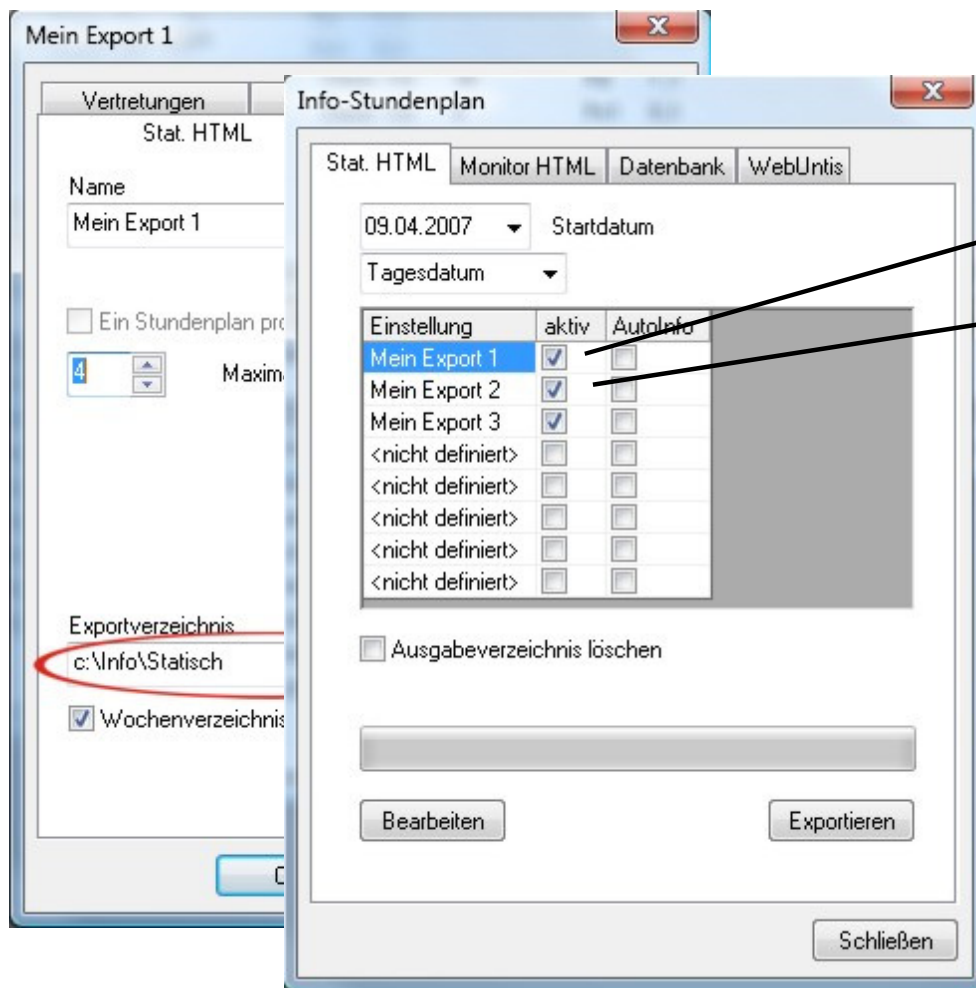 Mein Export 1
Vertretungen
Stat. HTML
Name
Mein Export 1
Ein Stundenplan
4
Exportverzeichnis
c:\Info\Statisch
Wochenverzeichnis
Info-Stundenplan
Stat. HTML Monitor HTML Datenbank WebUntis
09.04.2007 Startdatum
Tagesdatum
Einstellung aktiv AutoInfo
Mein Export 1
Mein Export 2
Mein Export 3
<nicht definiert>
<nicht definiert>
<nicht definiert>
<nicht definiert>
<nicht definiert>
Ausgabeverzeichnis löschen
Bearbeiten Exportieren
Schließen